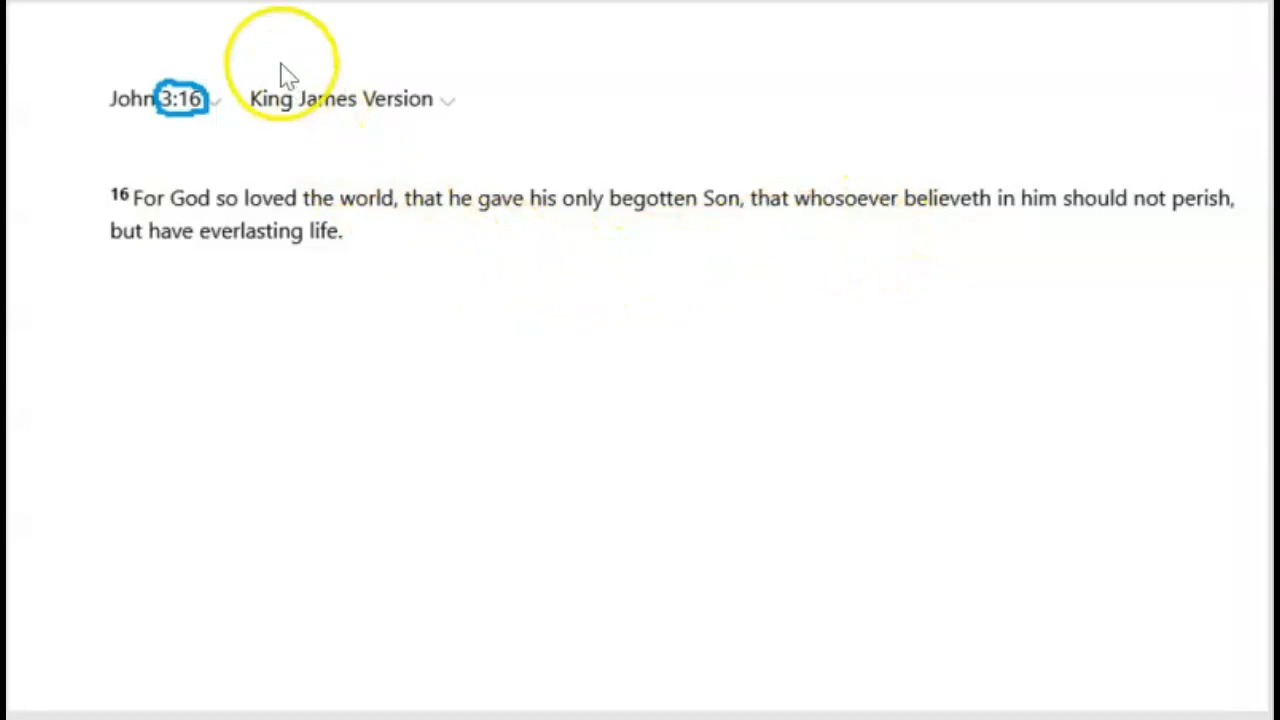 John 3:16 King James Version
16 For God so loved the world, that he gave his only begotten Son, that whosoever believeth in him should not perish,
but have everlasting life.